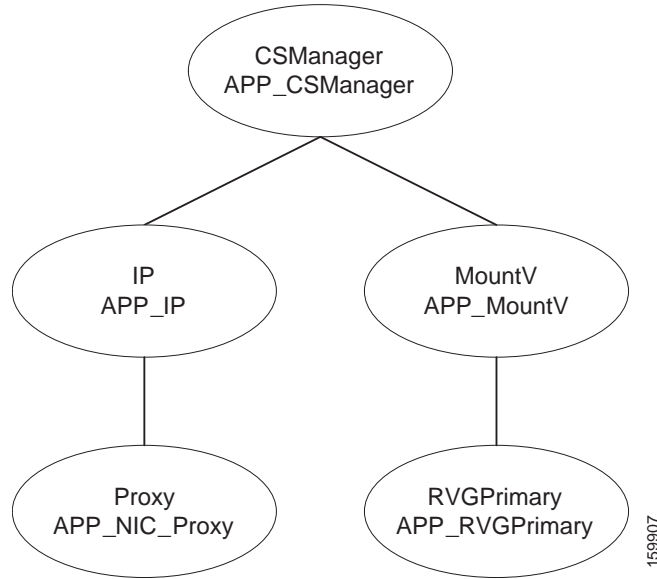 CSManager
APP_CSManager
IP
APP_IP
MountV
APP_MountV
Proxy
APP_NIC_Proxy
RVGPrimary
APP_RVGPrimary
159907